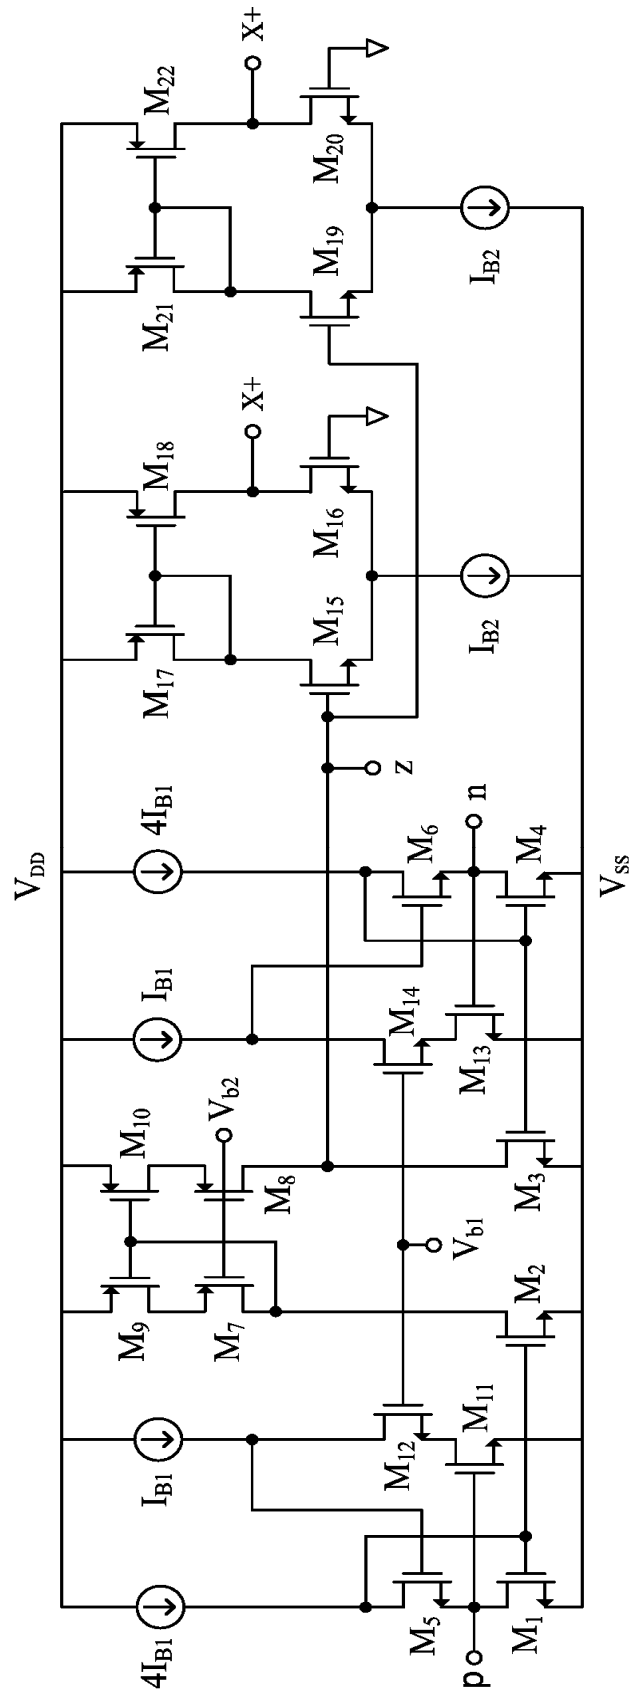 V_DD
4I_B1
I_B1
M_9
M_10
M_7
M_8
V_b2
I_B1
4I_B1
M_17
M_18
M_21
M_22
X+
X+
M_5
M_12
M_11
V_b1
M_14
M_13
M_6
z
M_15
M_16
M_19
M_20
p
n
M_1
M_2
M_3
M_4
I_B2
I_B2
V_SS